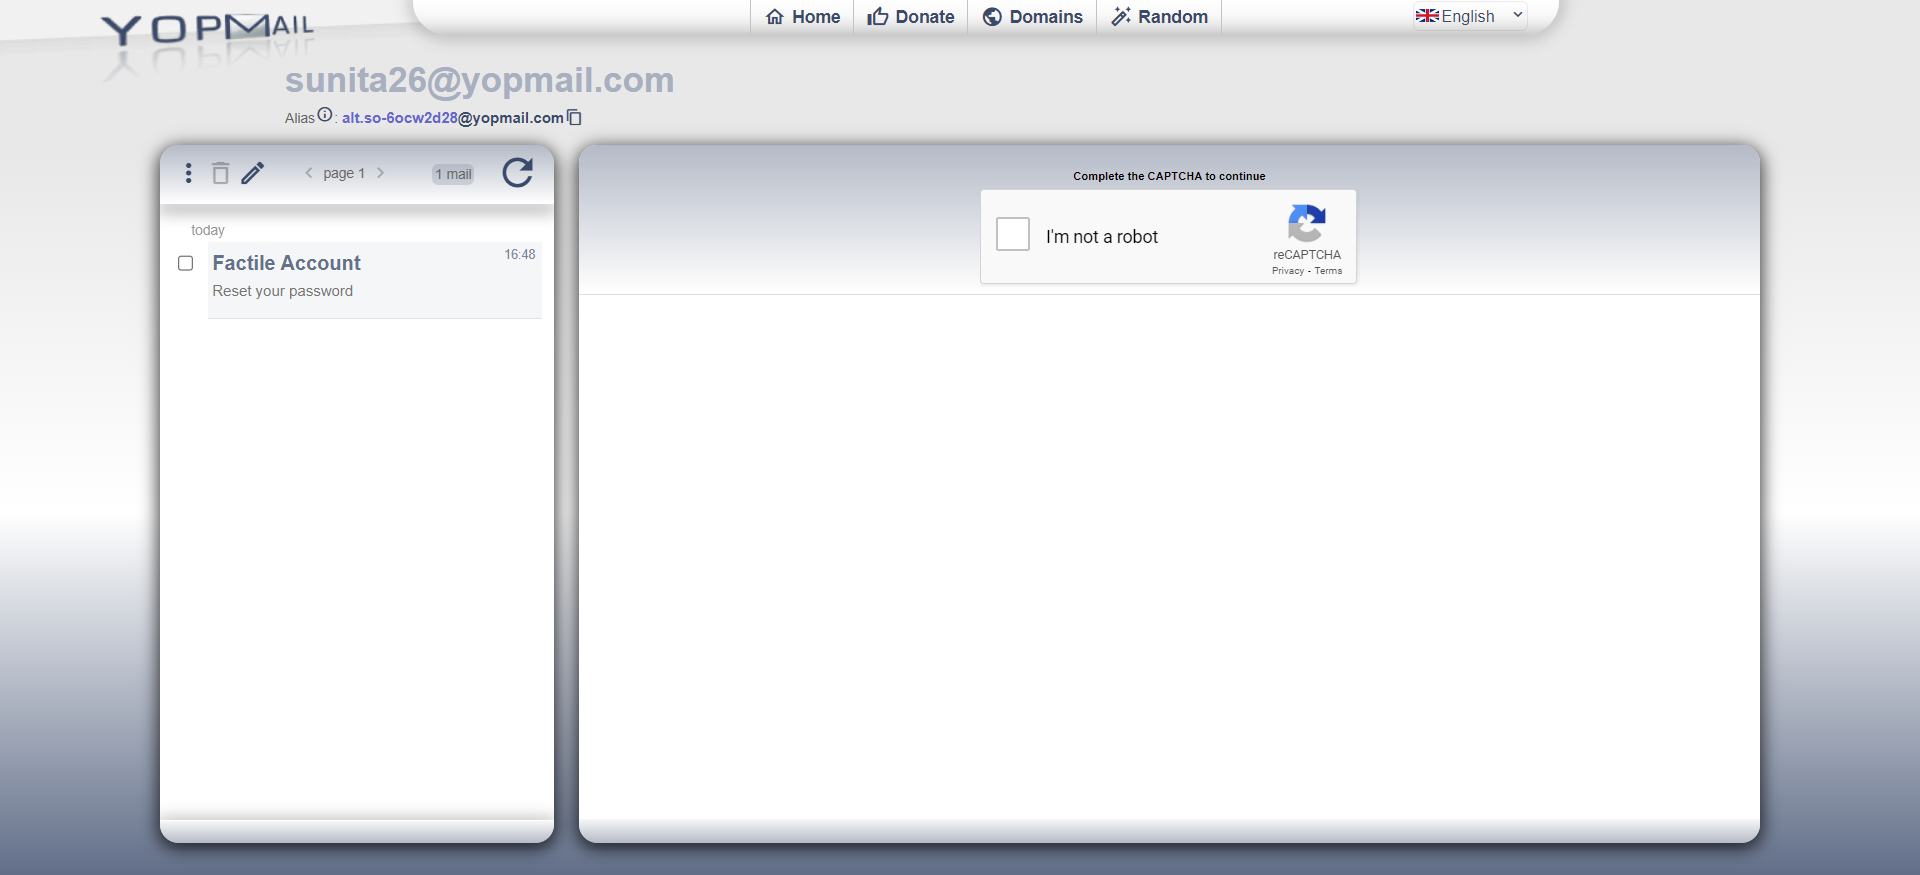 YOPMAIL
Home
Donate
Domains
Random
English
sunita26@yopmail.com
Alias : alt.so-6ocw2d28@yopmail.com
page 1
1 mail
today
Factile Account
16:48
Reset your password
Complete the CAPTCHA to continue
I'm not a robot
reCAPTCHA
Privacy - Terms